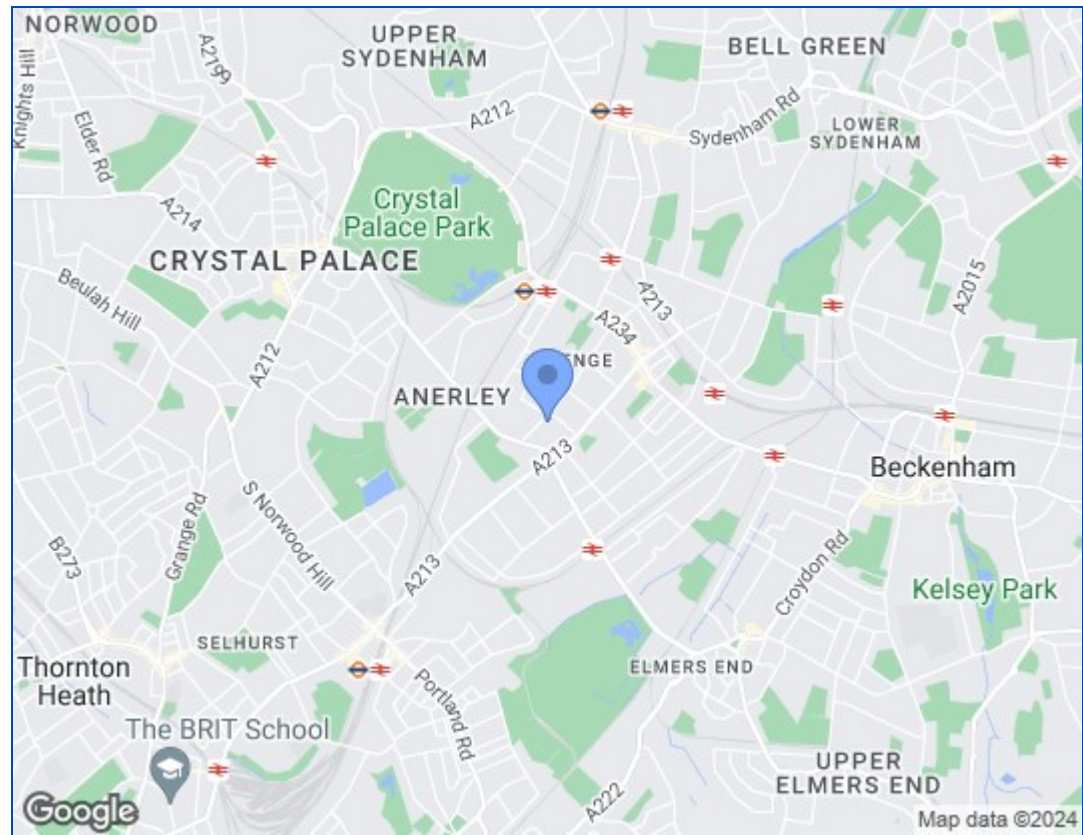 NORWOOD
UPPER
SYDENHAM
BELL GREEN
A2199
Knights Hill
Elder Rd
A212
Sydenham Rd
LOWER
SYDENHAM
A214
Crystal
Palace Park
CRYSTAL PALACE
Beulah Hill
A213
A2015
A234
A212
ENGE
ANERLEY
A213
Beckenham
S Norwood Hill
Grange Rd
B273
A213
Croydon Rd
Kelsey Park
SELHURST
Thornton
Heath
ELMERS END
Portland Rd
The BRIT School
UPPER
ELMERS END
A222
Google
Map data ©2024